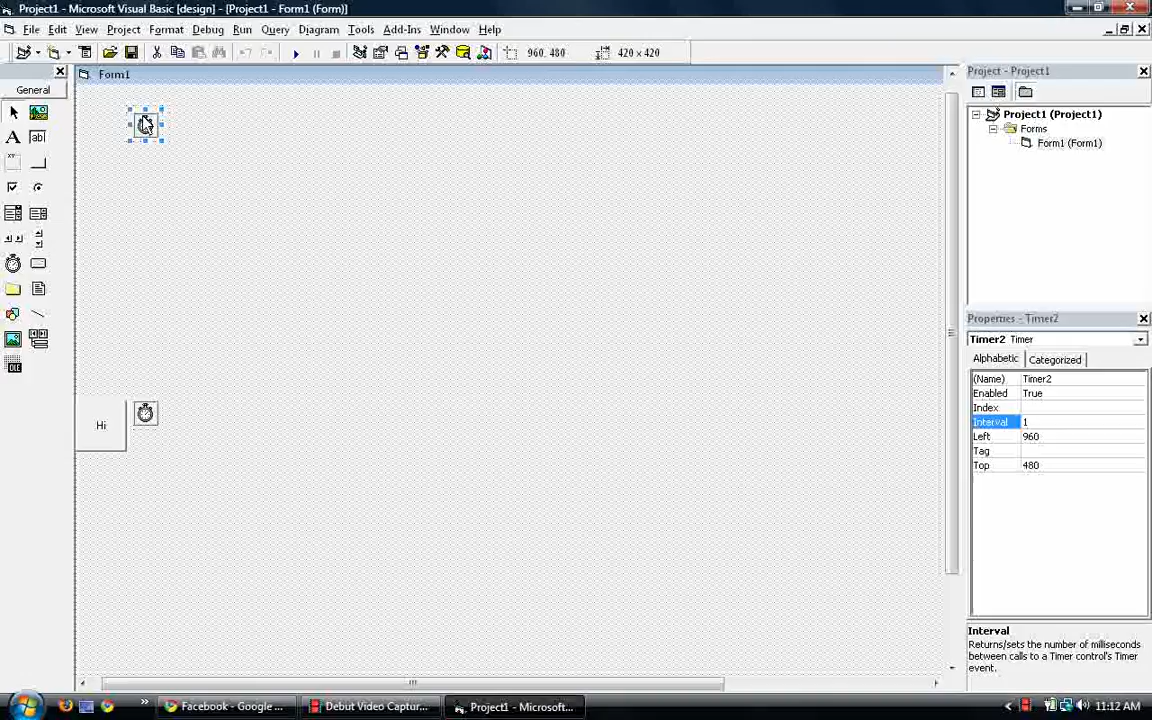 Project1 - Microsoft Visual Basic [design] - [Project1 - Form1 (Form)]
File Edit View Project Format Debug Run Query Diagram Tools Add-Ins Window Help
960, 480 420 x 420
General
Form1
Project - Project1
A ab|
Project1 (Project1)
Forms
Form1 (Form1)
XY
OLE
Hi
Properties - Timer2
Timer2 Timer
Alphabetic Categorized
(Name) Timer2
Enabled True
Index
Interval 1
Left 960
Tag
Top 480
Interval
Returns/sets the number of milliseconds
between calls to a Timer control's Timer
event.
Facebook - Google ...
Debut Video Captur...
Project1 - Microsoft...
11:12 AM